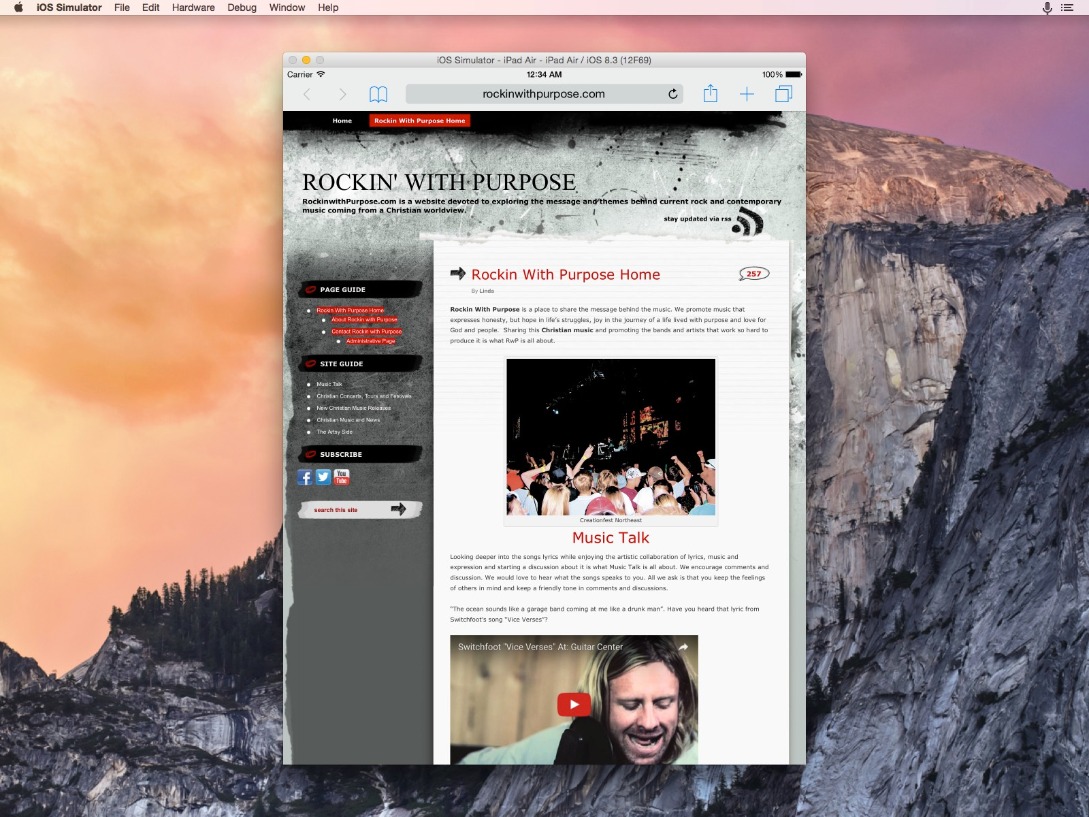 iOS Simulator File Edit Hardware Debug Window Help
iOS Simulator - iPad Air - iPad Air / iOS 8.3 (12F69)
Carrier 12:34 AM 100%
rockinwithpurpose.com
Home Rockin With Purpose Home
ROCKIN' WITH PURPOSE
RockinwithPurpose.com is a website devoted to exploring the message and themes behind current rock and contemporary
music coming from a Christian worldview.
stay updated via rss
PAGE GUIDE
Rockin With Purpose Home
About Rockin with Purpose
Contact Rockin with Purpose
Administrative Page
SITE GUIDE
Music Talk
Christian Concerts, Tours and Festivals
New Christian Music Releases
Christian Music and News
The Artsy Side
SUBSCRIBE
You
Tube
search this site
Rockin With Purpose Home
257
By Linda
Rockin With Purpose is a place to share the message behind the music. We promote music that
expresses honesty, but hope in life's struggles, joy in the journey of a life lived with purpose and love for
God and people. Sharing this Christian music and promoting the bands and artists that work so hard to
produce it is what RwP is all about.
Creationfest Northeast
Music Talk
Looking deeper into the songs lyrics while enjoying the artistic collaboration of lyrics, music and
expression and starting a discussion about it is what Music Talk is all about. We encourage comments and
discussion. We would love to hear what the songs speaks to you. All we ask is that you keep the feelings
of others in mind and keep a friendly tone in comments and discussions.
"The ocean sounds like a garage band coming at me like a drunk man". Have you heard that lyric from
Switchfoot's song "Vice Verses"?
Switchfoot "Vice Verses" At: Guitar Center